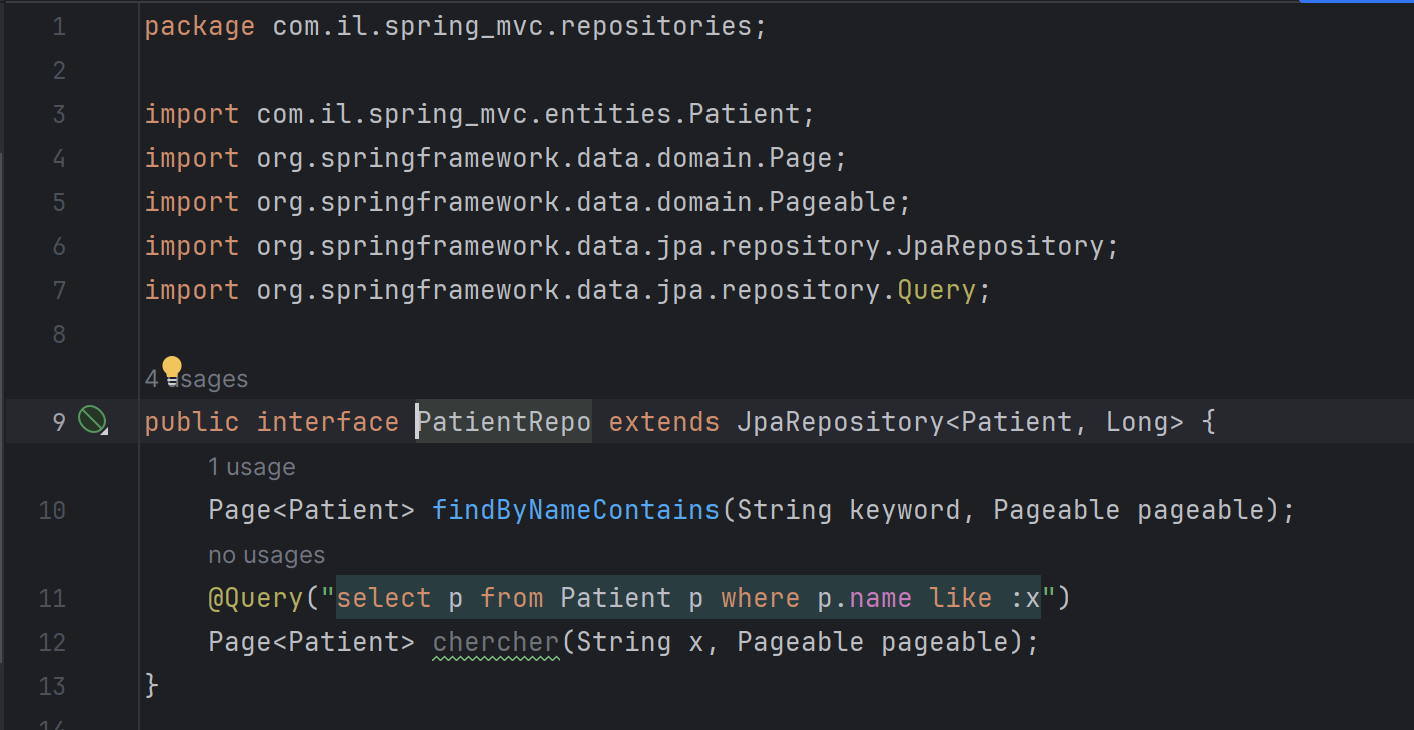 1 package com.il.spring_mvc.repositories;
2
3 import com.il.spring_mvc.entities.Patient;
4 import org.springframework.data.domain.Page;
5 import org.springframework.data.domain.Pageable;
6 import org.springframework.data.jpa.repository.JpaRepository;
7 import org.springframework.data.jpa.repository.Query;
8
4 usages
9 public interface PatientRepo extends JpaRepository<Patient, Long> {
1 usage
10 Page<Patient> findByNameContains(String keyword, Pageable pageable);
no usages
11 @Query("select p from Patient p where p.name like :x")
12 Page<Patient> chercher(String x, Pageable pageable);
13 }
14